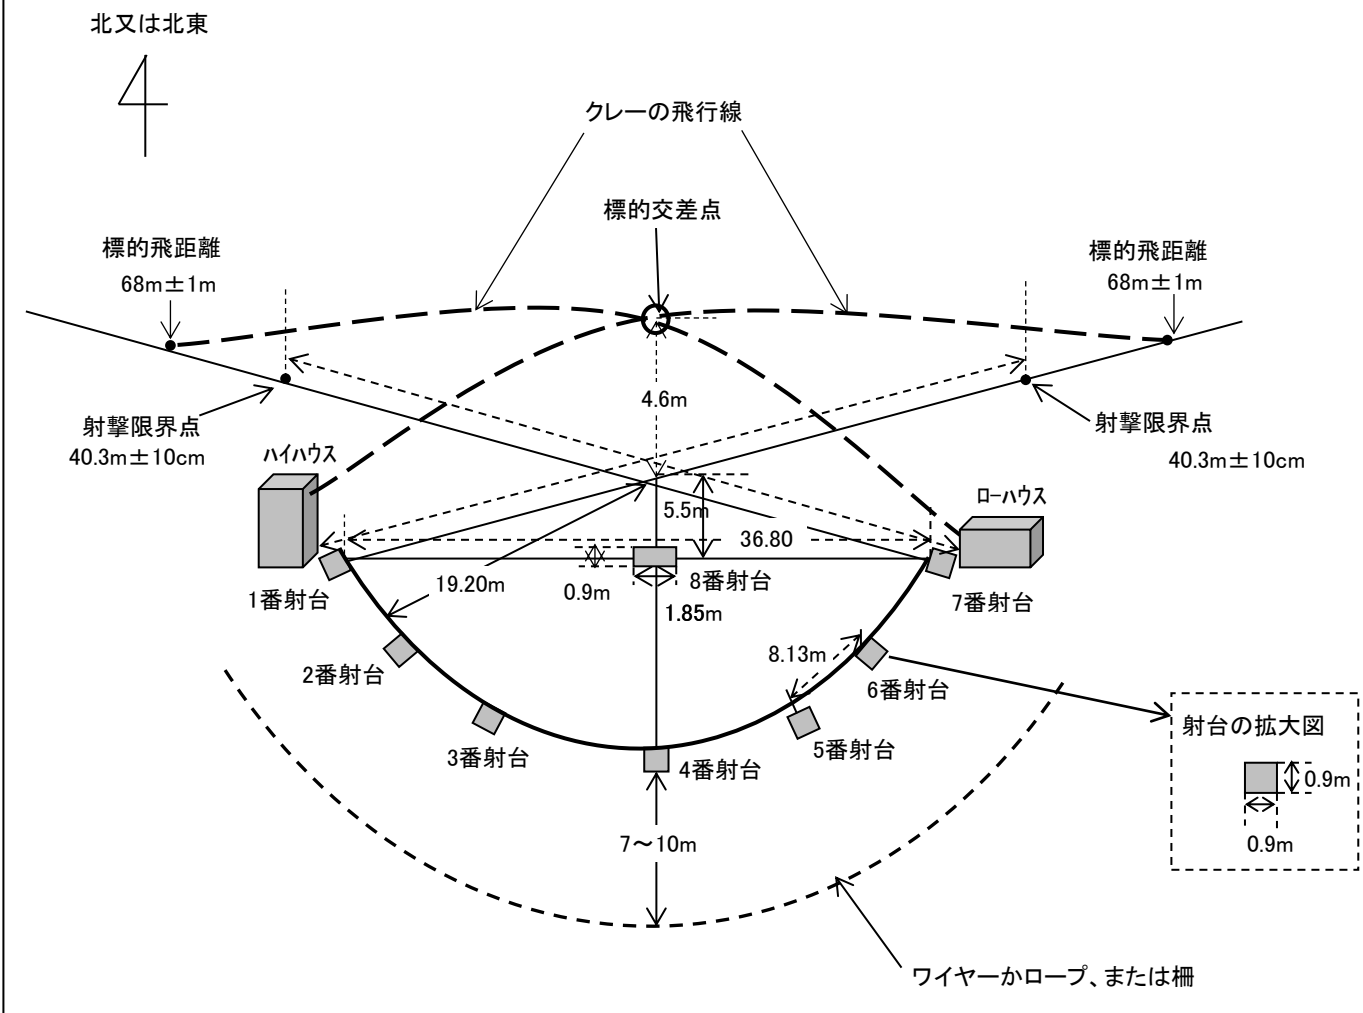 北又は北東
クレーの飛行線
標的交差点
標的飛距離
68m±1m
標的飛距離
68m±1m
4.6m
射撃限界点
40.3m±10cm
射撃限界点
40.3m±10cm
ハイハウス
ローハウス
5.5m
36.80
19.20m
0.9m
8番射台
1.85m
1番射台
7番射台
2番射台
8.13m
6番射台
3番射台
4番射台
5番射台
射台の拡大図
0.9m
0.9m
7～10m
ワイヤーかロープ、または柵